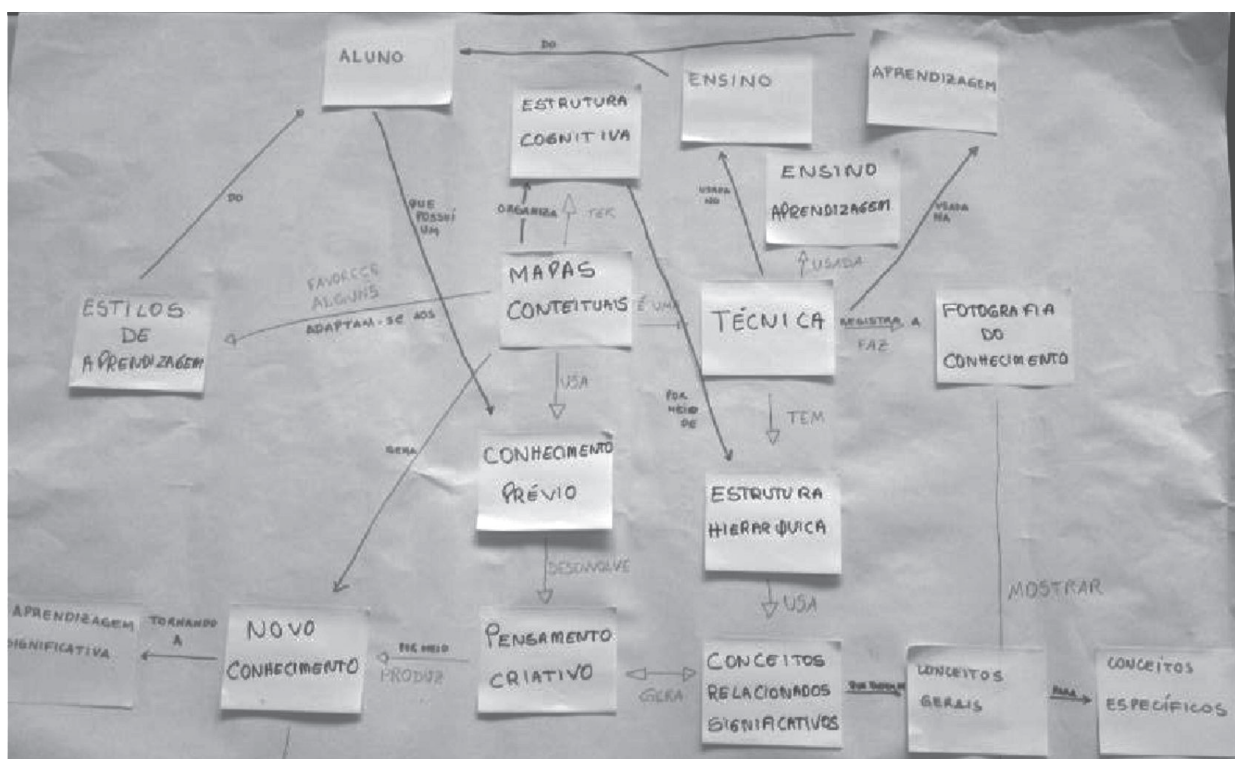 DO
ALUNO
ENSINO
APRENDIZAGEM
ESTRUTURA
COGNITIVA
ENSINO
APRENDIZAGEM
DO
QUE
POSSUÍ
UM
ORGANIZA
TER
USADA
NO
USADA
NA
USADA
ESTILOS
DE
APRENDIZAGEM
FAVORECE
ALGUNS
ADAPTAM-SE AOS
MAPAS
CONTEITUAIS
É UMA
TÉCNICA
REGISTRA A
FAZ
FOTOGRAFIA
DO
CONHECIMENTO
USA
POR
MEIO
DE
TEM
GERA
CONHECIMENTO
PRÉVIO
ESTRUTURA
HIERARQUICA
DESENVOLVE
USA
MOSTRAR
APRENDIZAGEM
SIGNIFICATIVA
TORNANDO
A
NOVO
CONHECIMENTO
POR MEIO
PRODUZ
PENSAMENTO
CRIATIVO
GERA
CONCEITOS
RELACIONADOS
SIGNIFICATIVOS
CONCEITOS
GERAIS
PARA
CONCEITOS
ESPECÍFICOS